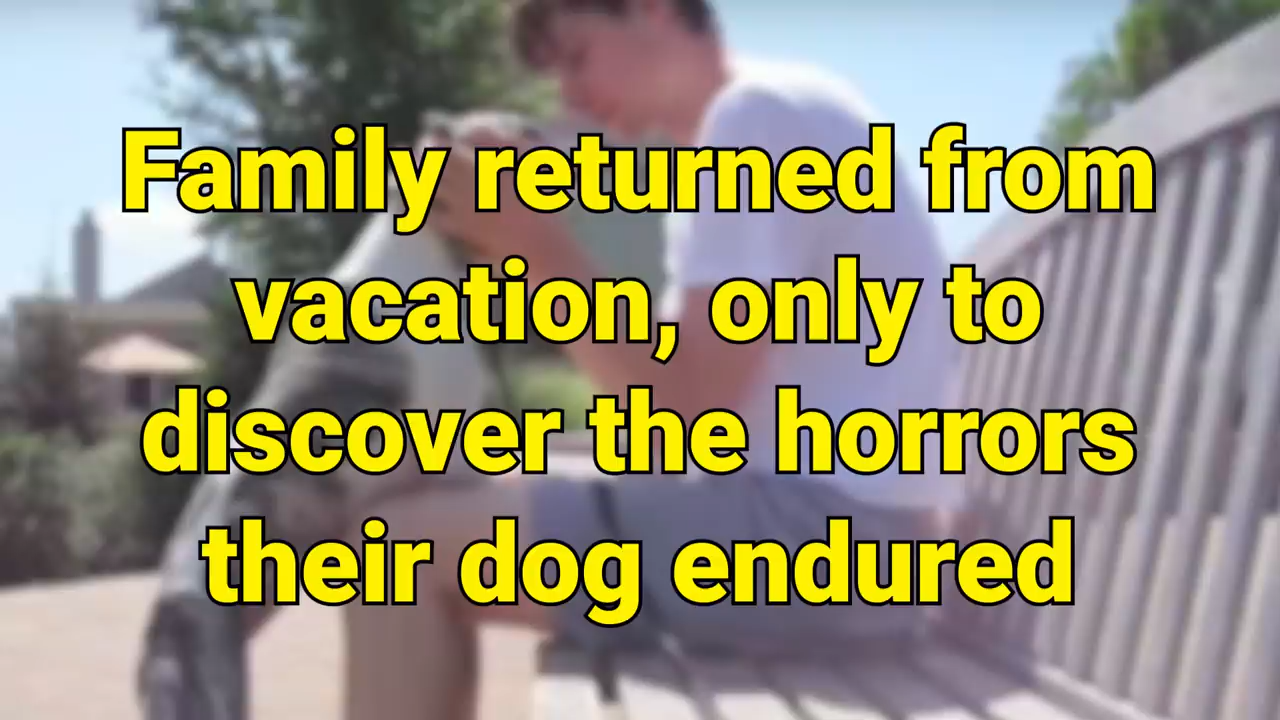 Family returned from
vacation, only to
discover the horrors
their dog endured